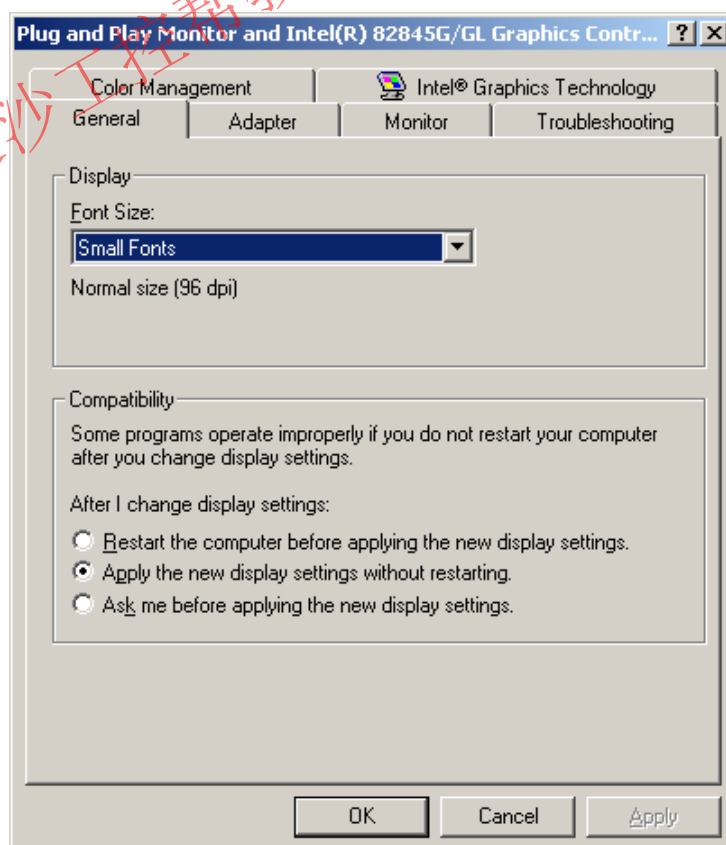 Plug and Play Monitor and Intel(R) 82845G/GL Graphics Contr...
Color Management
Intel® Graphics Technology
General
Adapter
Monitor
Troubleshooting
Display
Font Size:
Small Fonts
Normal size (96 dpi)
Compatibility
Some programs operate improperly if you do not restart your computer
after you change display settings.
After I change display settings:
Restart the computer before applying the new display settings.
Apply the new display settings without restarting.
Ask me before applying the new display settings.
OK
Cancel
Apply
沙工控帮